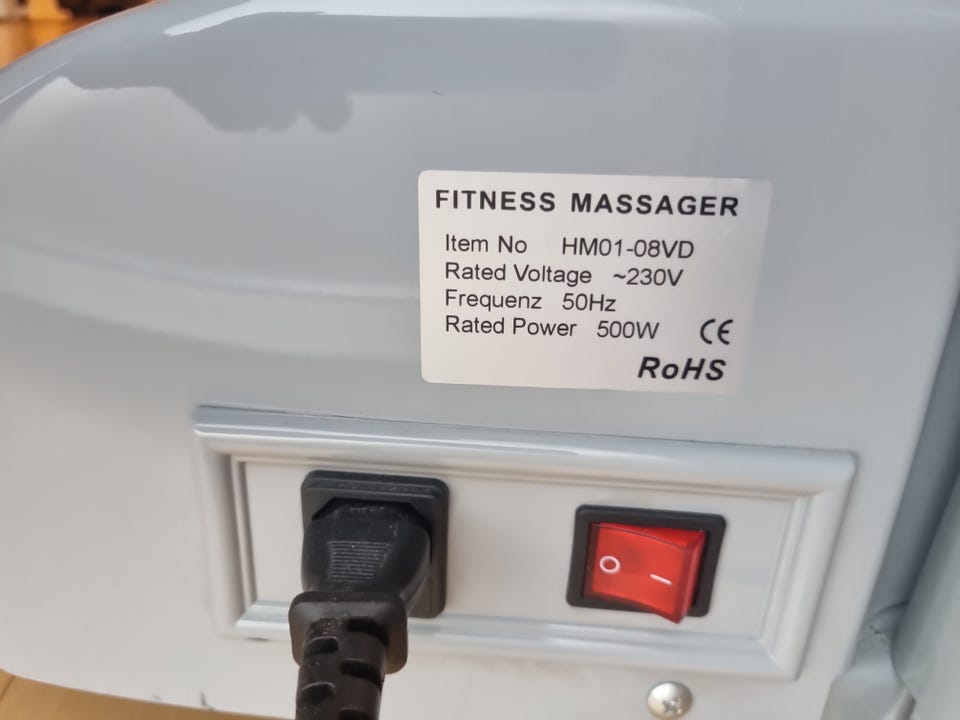 FITNESS MASSAGER
Item No HM01-08VD
Rated Voltage ~230V
Frequenz 50Hz
Rated Power 500W CE
RoHS
O I